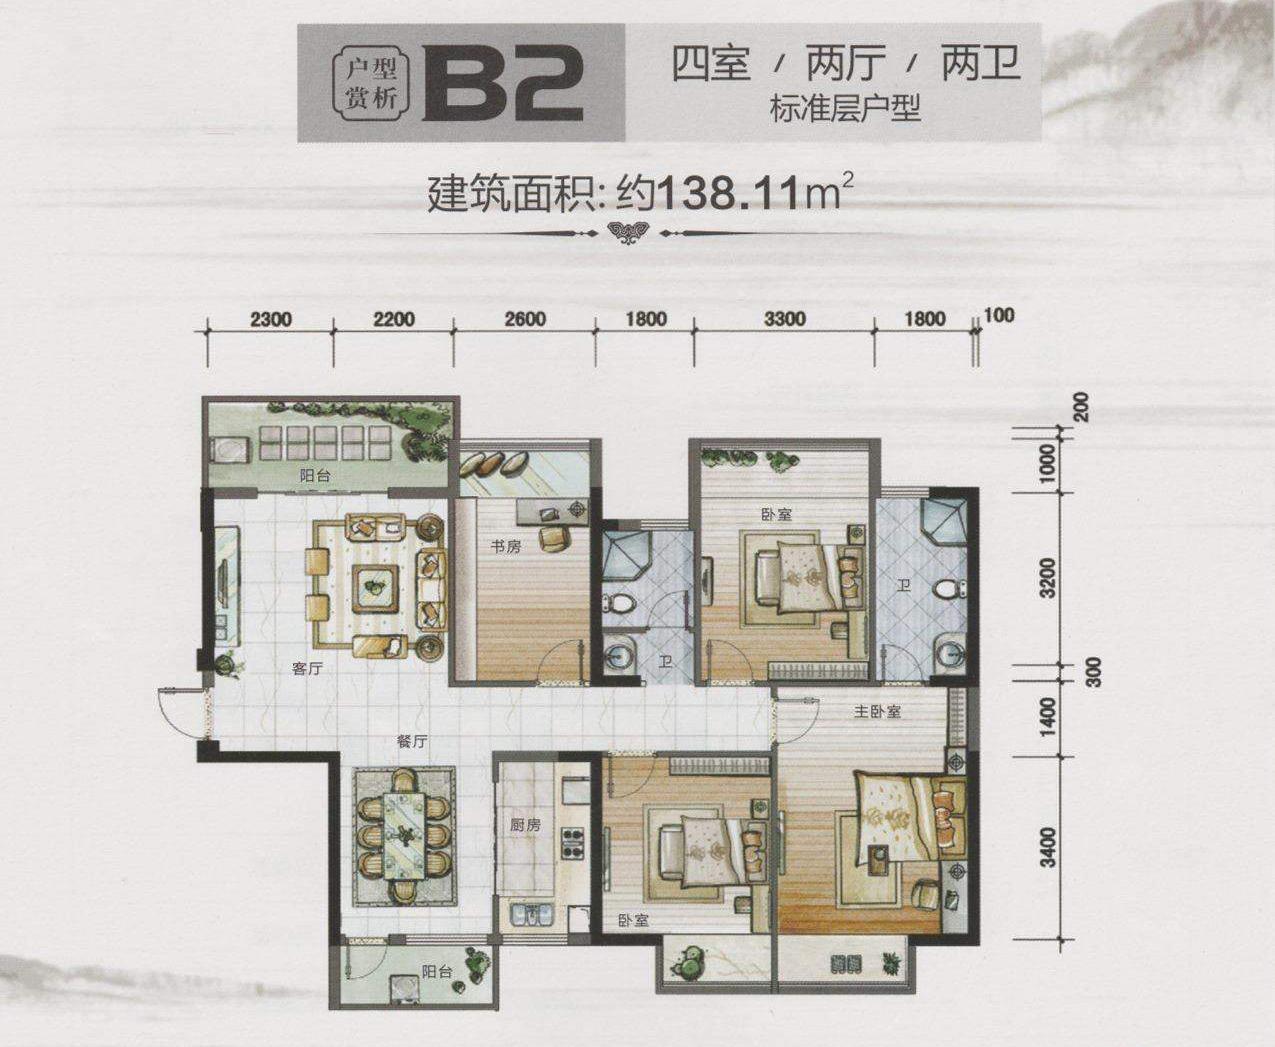 户型
赏析
B2
四室 / 两厅 / 两卫
标准层户型
建筑面积: 约138.11m²
2300 2200 2600 1800 3300 1800 100
200
1000
3200
300
1400
3400
阳台
卧室
书房
卫
卫
客厅
主卧室
餐厅
厨房
卧室
阳台